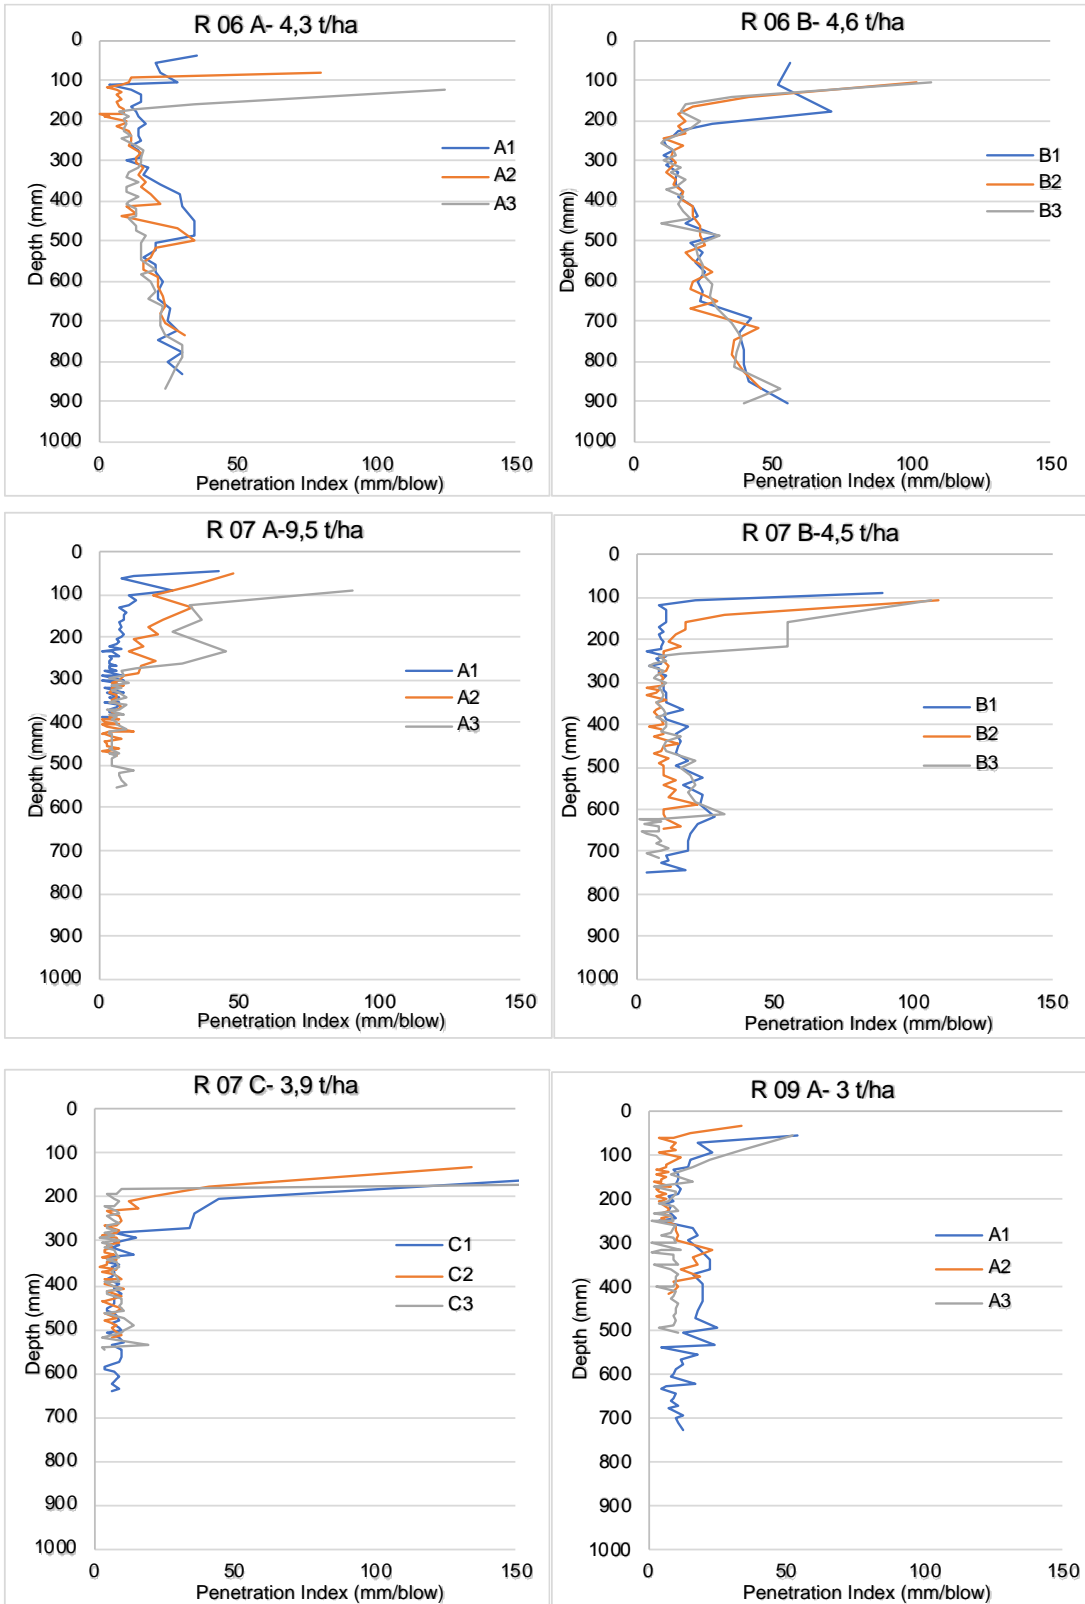 R 06 A- 4,3 t/ha
0
100
200
300
400
500
600
700
800
900
1000
Depth (mm)
A1
A2
A3
0 50 100 150
Penetration Index (mm/blow)
R 06 B- 4,6 t/ha
0
100
200
300
400
500
600
700
800
900
1000
Depth (mm)
B1
B2
B3
0 50 100 150
Penetration Index (mm/blow)
R 07 A-9,5 t/ha
0
100
200
300
400
500
600
700
800
900
1000
Depth (mm)
A1
A2
A3
0 50 100 150
Penetration Index (mm/blow)
R 07 B-4,5 t/ha
0
100
200
300
400
500
600
700
800
900
1000
Depth (mm)
B1
B2
B3
0 50 100 150
Penetration Index (mm/blow)
R 07 C- 3,9 t/ha
0
100
200
300
400
500
600
700
800
900
1000
Depth (mm)
C1
C2
C3
0 50 100 150
Penetration Index (mm/blow)
R 09 A- 3 t/ha
0
100
200
300
400
500
600
700
800
900
1000
Depth (mm)
A1
A2
A3
0 50 100 150
Penetration Index (mm/blow)